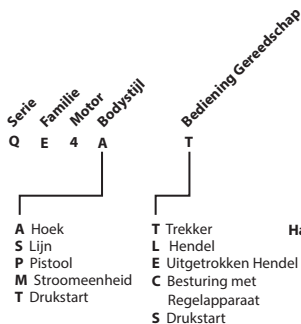 Serie Familie Motor Bodystijl Bediening Gereedschap
Q E 4 A T
A Hoek
S Lijn
P Pistool
M Stroomeenheid
T Drukstart
T Trekker
L Hendel
E Uitgetrokken Hendel
C Besturing met
Regelapparaat
S Drukstart